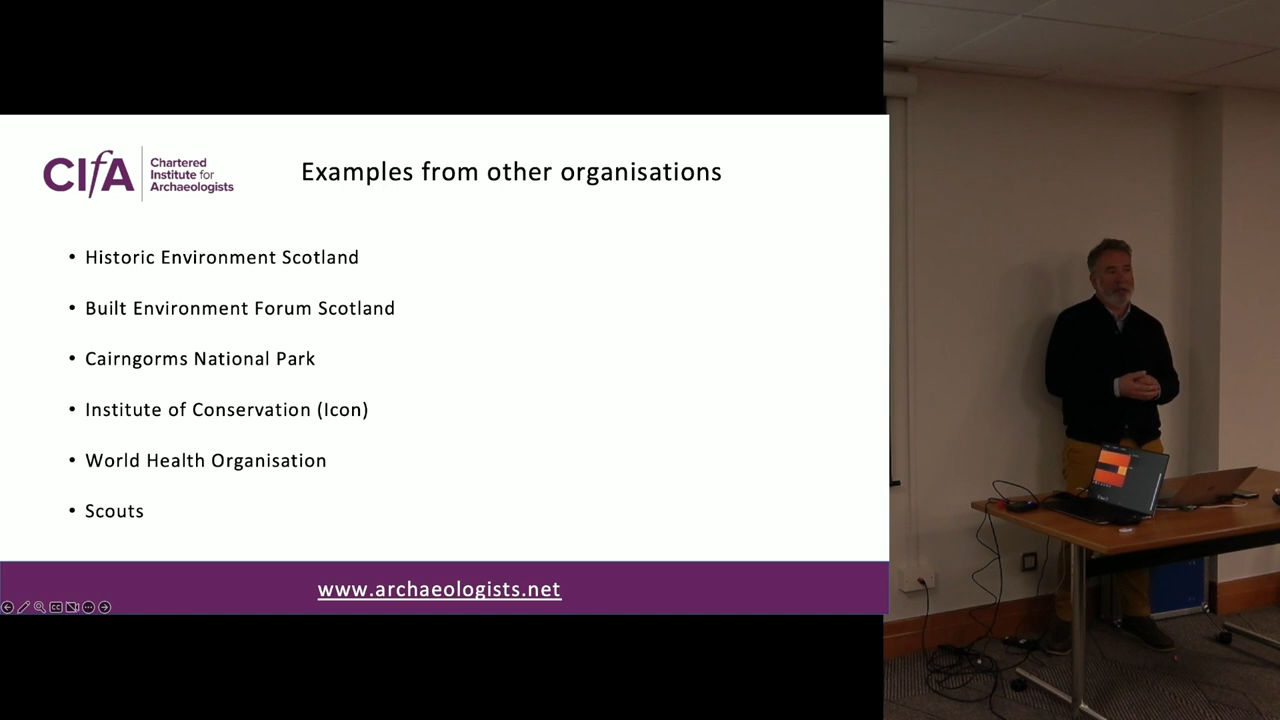 CIfA
Chartered
Institute for
Archaeologists
Examples from other organisations
• Historic Environment Scotland
• Built Environment Forum Scotland
• Cairngorms National Park
• Institute of Conservation (Icon)
• World Health Organisation
• Scouts
www.archaeologists.net